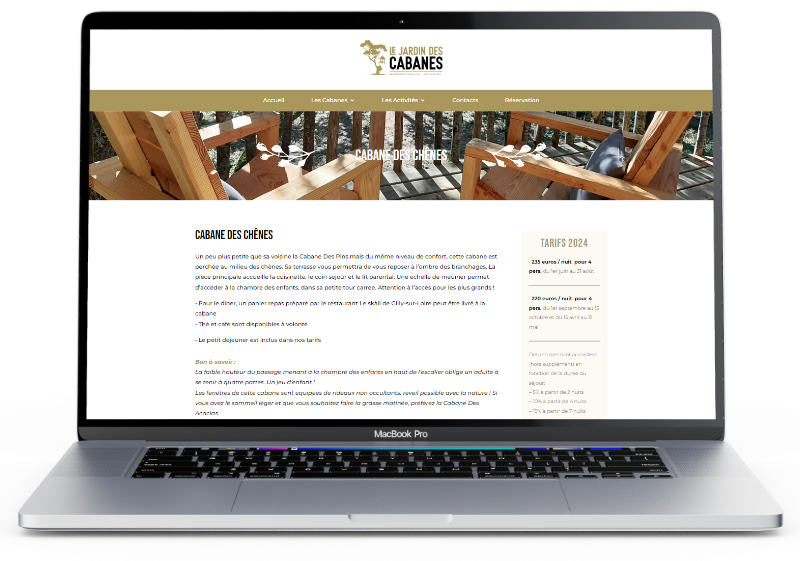 LE JARDIN DES
CABANES
Accueil Les Cabanes Les Activités Contacts Réservation
CABANE DES CHÊNES
CABANE DES CHÊNES
Un peu plus petite que sa voisine la Cabane Des Pins mais du même niveau de confort, cette cabane est
perchée au milieu des chênes. Sa terrasse vous permettra de vous reposer à l'ombre des branchages. La
pièce principale accueille la cuisinette, le coin séjour et le lit parental. Une échelle de meunier permet
d'accéder à la chambre des enfants, dans sa petite tour carrée. Attention à l'accès pour les plus grands !
- Pour le dîner, un panier repas préparé par le restaurant Le skáli de Gilly-sur-Loire peut être livré à la
cabane
- Thé et café sont disponibles à volonté
- Le petit déjeuner est inclus dans nos tarifs
Bon à savoir :
La faible hauteur du passage menant à la chambre des enfants en haut de l'escalier oblige un adulte à
se tenir à quatre pattes. Un jeu d'enfant !
Les fenêtres de cette cabane sont équipées de rideaux non occultants, réveil possible avec la nature ! Si
vous avez le sommeil léger et que vous souhaitez faire la grasse matinée, préférez la Cabane Des
Acacias.
TARIFS 2024
- 235 euros / nuit pour 4
pers, du 1er juin au 31 août.
- 220 euros / nuit pour 4
pers, du 1er septembre au 15
octobre et du 15 avril au 31
mai
Des remises sont accordées
(hors supplément) en
fonction de la durée du
séjour:
- 5% à partir de 2 nuits
- 10% à partir de 4 nuits
- 15% à partir de 7 nuits
MacBook Pro